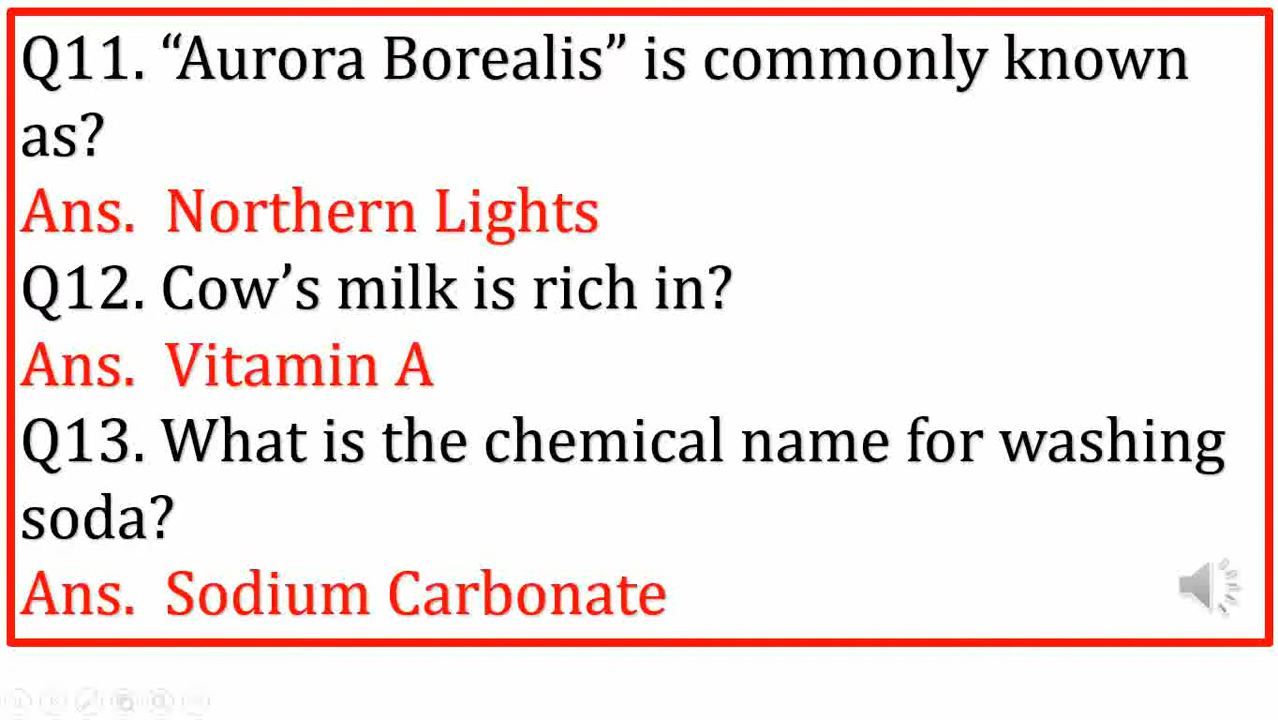 Q11. “Aurora Borealis” is commonly known
as?
Ans.  Northern Lights
Q12. Cow’s milk is rich in?
Ans.  Vitamin A
Q13. What is the chemical name for washing
soda?
Ans.  Sodium Carbonate